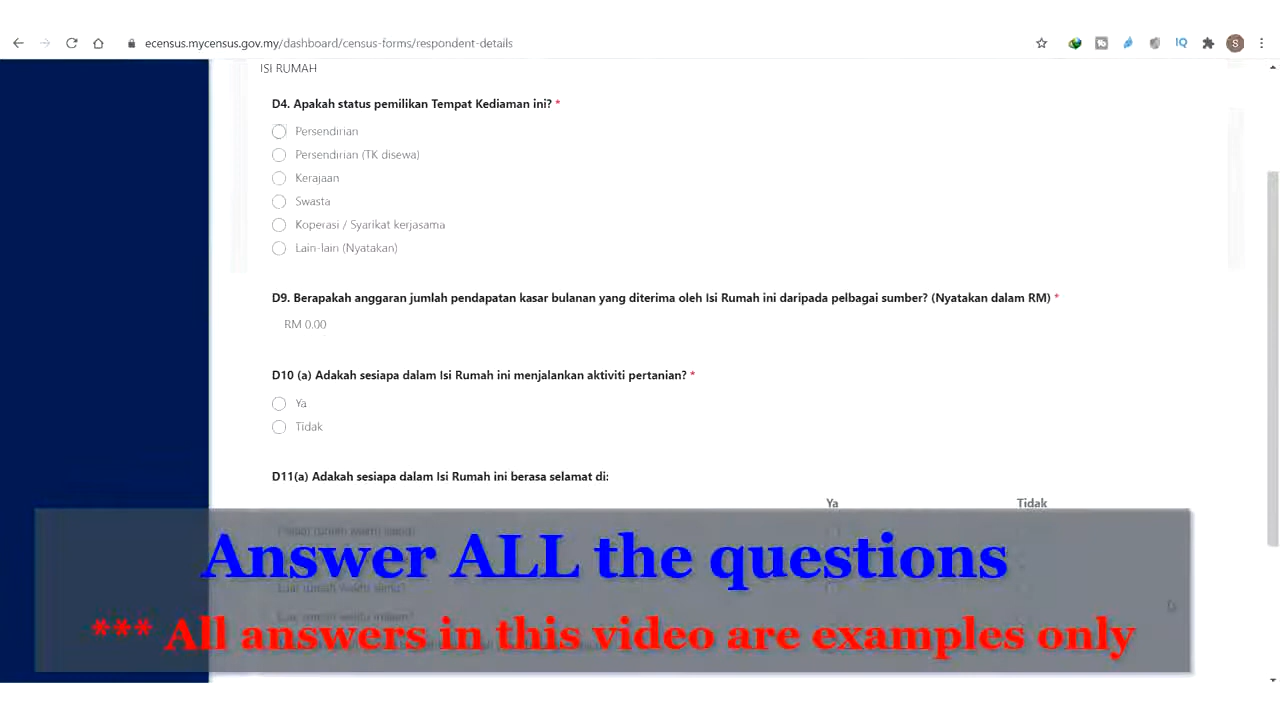 ecensus.mycensus.gov.my/dashboard/census-forms/respondent-details
IQ
S
ISI RUMAH
D4. Apakah status pemilikan Tempat Kediaman ini? *
Persendirian
Persendirian (TK disewa)
Kerajaan
Swasta
Koperasi / Syarikat kerjasama
Lain-lain (Nyatakan)
D9. Berapakah anggaran jumlah pendapatan kasar bulanan yang diterima oleh Isi Rumah ini daripada pelbagai sumber? (Nyatakan dalam RM) *
RM 0.00
D10 (a) Adakah sesiapa dalam Isi Rumah ini menjalankan aktiviti pertanian? *
Ya
Tidak
D11(a) Adakah sesiapa dalam Isi Rumah ini berasa selamat di:
Ya Tidak
Answer ALL the questions
*** All answers in this video are examples only